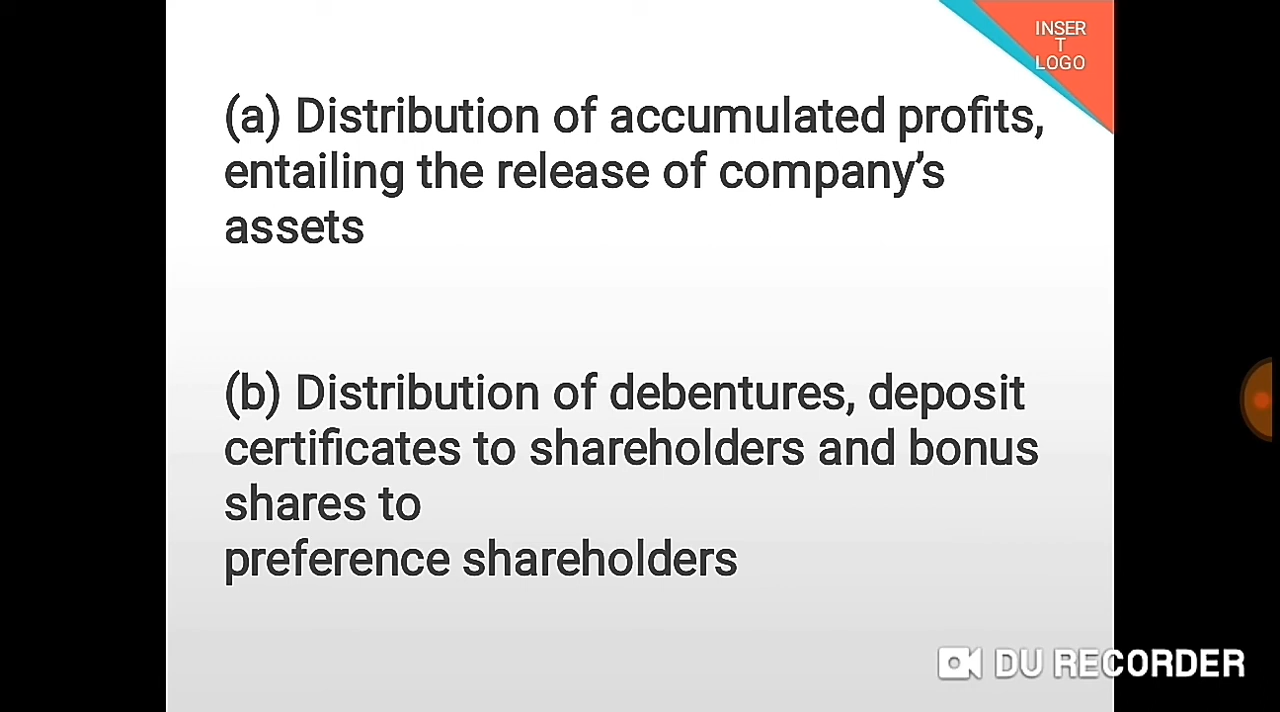 INSER
T
LOGO
(a) Distribution of accumulated profits,
entailing the release of company’s
assets
(b) Distribution of debentures, deposit
certificates to shareholders and bonus
shares to
preference shareholders
DU RECORDER